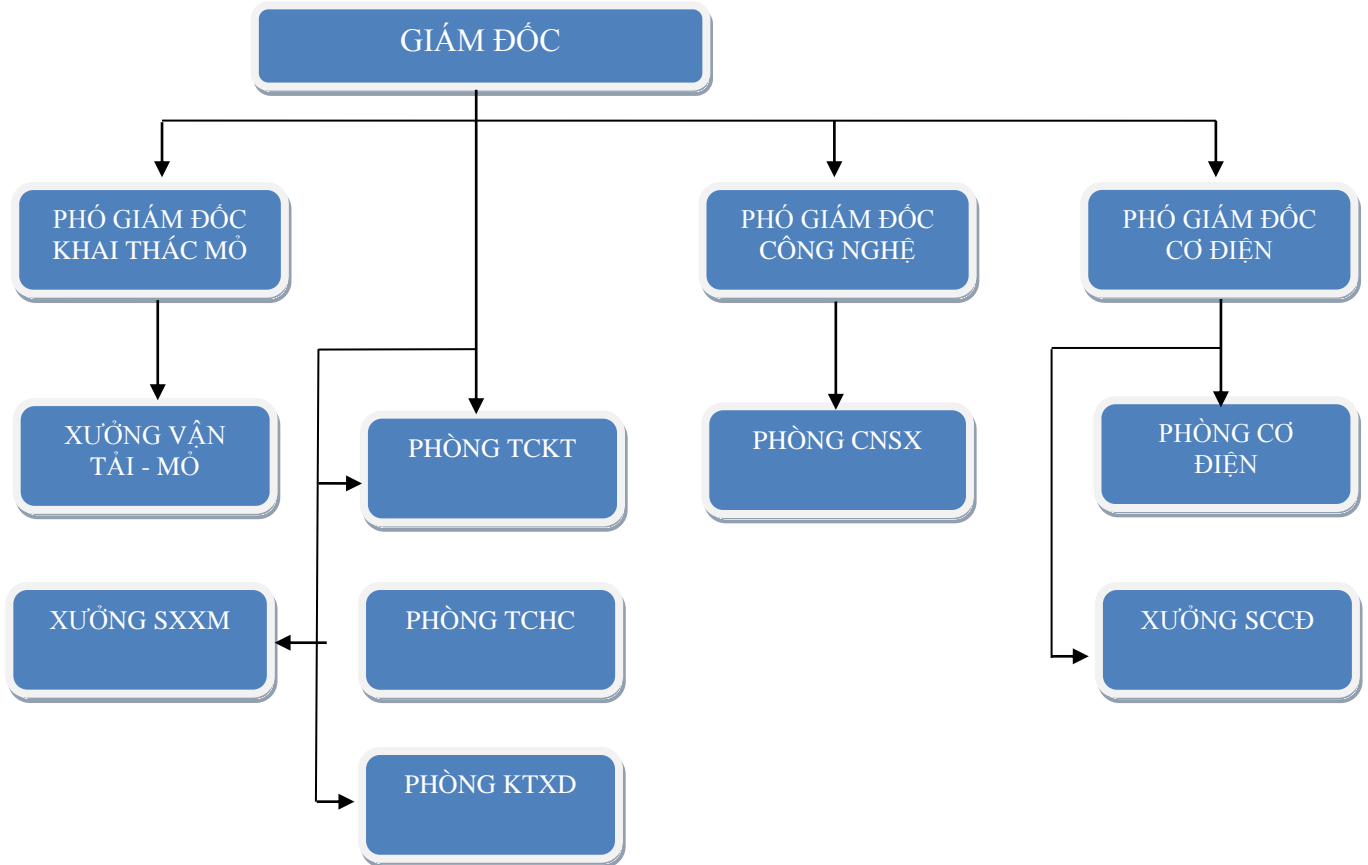 GIÁM ĐỐC
PHÓ GIÁM ĐỐC
KHAI THÁC MỎ
PHÓ GIÁM ĐỐC
CÔNG NGHỆ
PHÓ GIÁM ĐỐC
CƠ ĐIỆN
XƯỞNG VẬN
TẢI - MỎ
PHÒNG TCKT
PHÒNG CNSX
PHÒNG CƠ
ĐIỆN
XƯỞNG SXXM
PHÒNG TCHC
XƯỞNG SCCĐ
PHÒNG KTXD